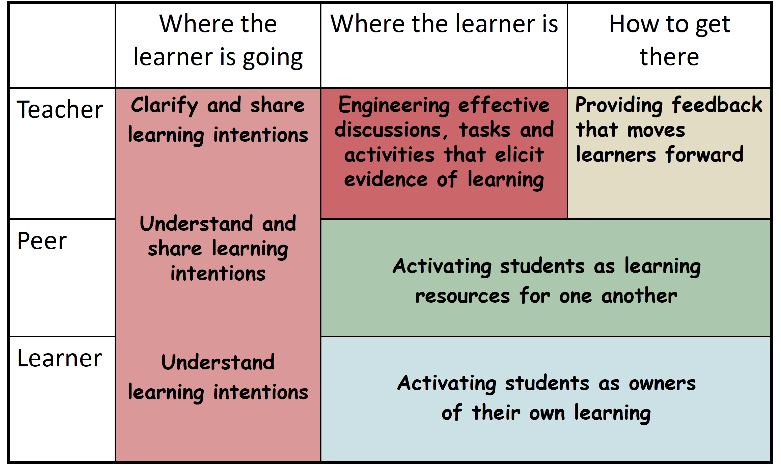 Where the
learner is going
Where the learner is
How to get
there
Teacher
Clarify and share
learning intentions
Engineering effective
discussions, tasks and
activities that elicit
evidence of learning
Providing feedback
that moves
learners forward
Peer
Understand and
share learning
intentions
Activating students as learning
resources for one another
Learner
Understand
learning intentions
Activating students as owners
of their own learning